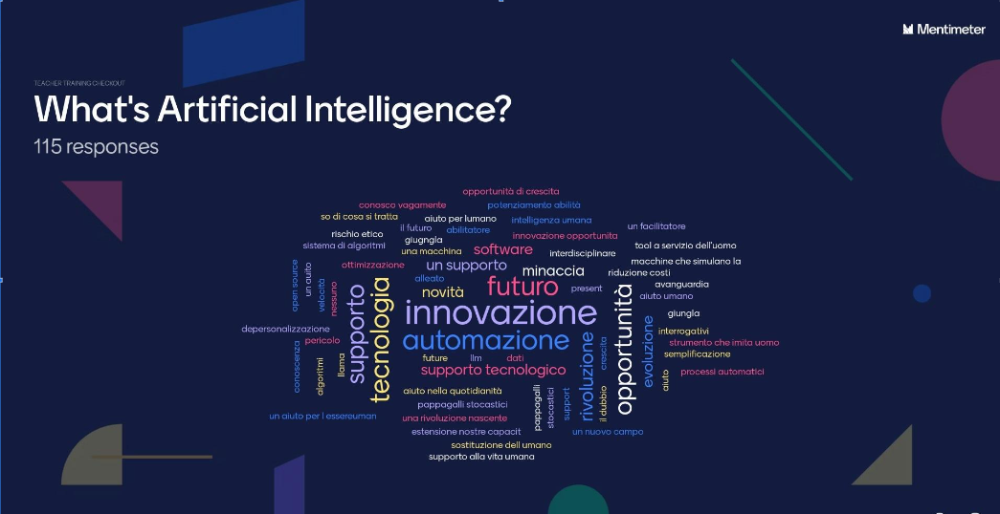 Mentimeter
TEACHER TRAINING CHECKOUT
What's Artificial Intelligence?
115 responses
opportunità di crescita
conosco vagamente
potenziamento abilità
so di cosa si tratta
aiuto per lumano
intelligenza umana
il futuro
abilitatore
un facilitatore
rischio etico
giugngla
innovazione opportunita
sistema di algoritmi
una macchina
software
interdisciplinare
tool a servizio dell'uomo
macchine che simulano la
ottimizzazione
un supporto
minaccia
riduzione costi
open source
un auito
velocità
nessuno
supporto
tecnologia
alleato
novità
futuro
present
avanguardia
aiuto umano
innovazione
giungla
depersonalizzazione
pericolo
automazione
opportunità
evoluzione
interrogativi
strumento che imita uomo
semplificazione
conoscenza
algoritmi
llama
future
llm
dati
rivoluzione
crescita
supporto tecnologico
aiuto
processi automatici
aiuto nella quotidianità
pappagalli
stocastici
support
il dubbio
pappagalli stocastici
un aiuto per l essereuman
una rivoluzione nascente
estensione nostre capacit
un nuovo campo
sostituzione dell umano
supporto alla vita umana